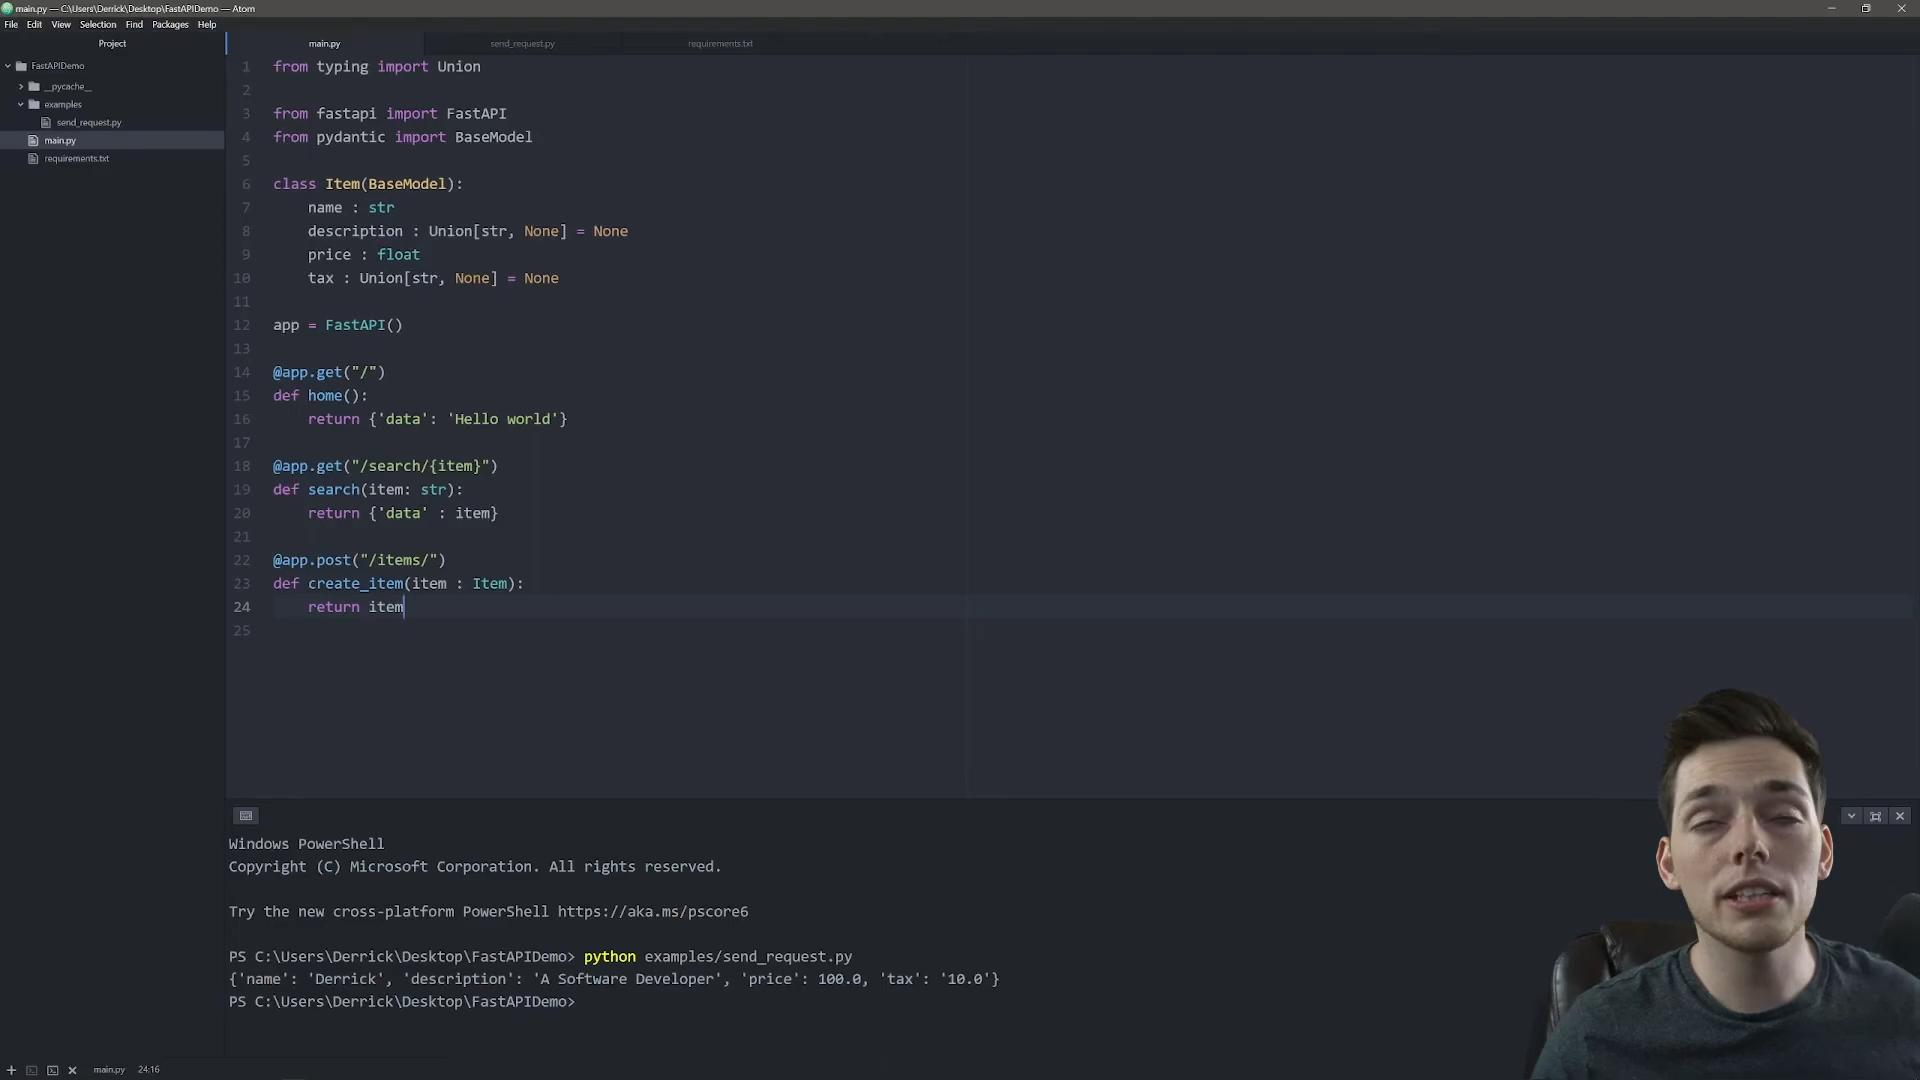 main.py — C:\Users\Derrick\Desktop\FastAPIDemo — Atom
File Edit View Selection Find Packages Help
Project
main.py send_request.py requirements.txt
FastAPIDemo
__pycache__
examples
send_request.py
main.py
requirements.txt
1 from typing import Union
2
3 from fastapi import FastAPI
4 from pydantic import BaseModel
5
6 class Item(BaseModel):
7 name : str
8 description : Union[str, None] = None
9 price : float
10 tax : Union[str, None] = None
11
12 app = FastAPI()
13
14 @app.get("/")
15 def home():
16 return {'data': 'Hello world'}
17
18 @app.get("/search/{item}")
19 def search(item: str):
20 return {'data' : item}
21
22 @app.post("/items/")
23 def create_item(item : Item):
24 return item
25
Windows PowerShell
Copyright (C) Microsoft Corporation. All rights reserved.
Try the new cross-platform PowerShell https://aka.ms/pscore6
PS C:\Users\Derrick\Desktop\FastAPIDemo> python examples/send_request.py
{'name': 'Derrick', 'description': 'A Software Developer', 'price': 100.0, 'tax': '10.0'}
PS C:\Users\Derrick\Desktop\FastAPIDemo>
main.py 24:16